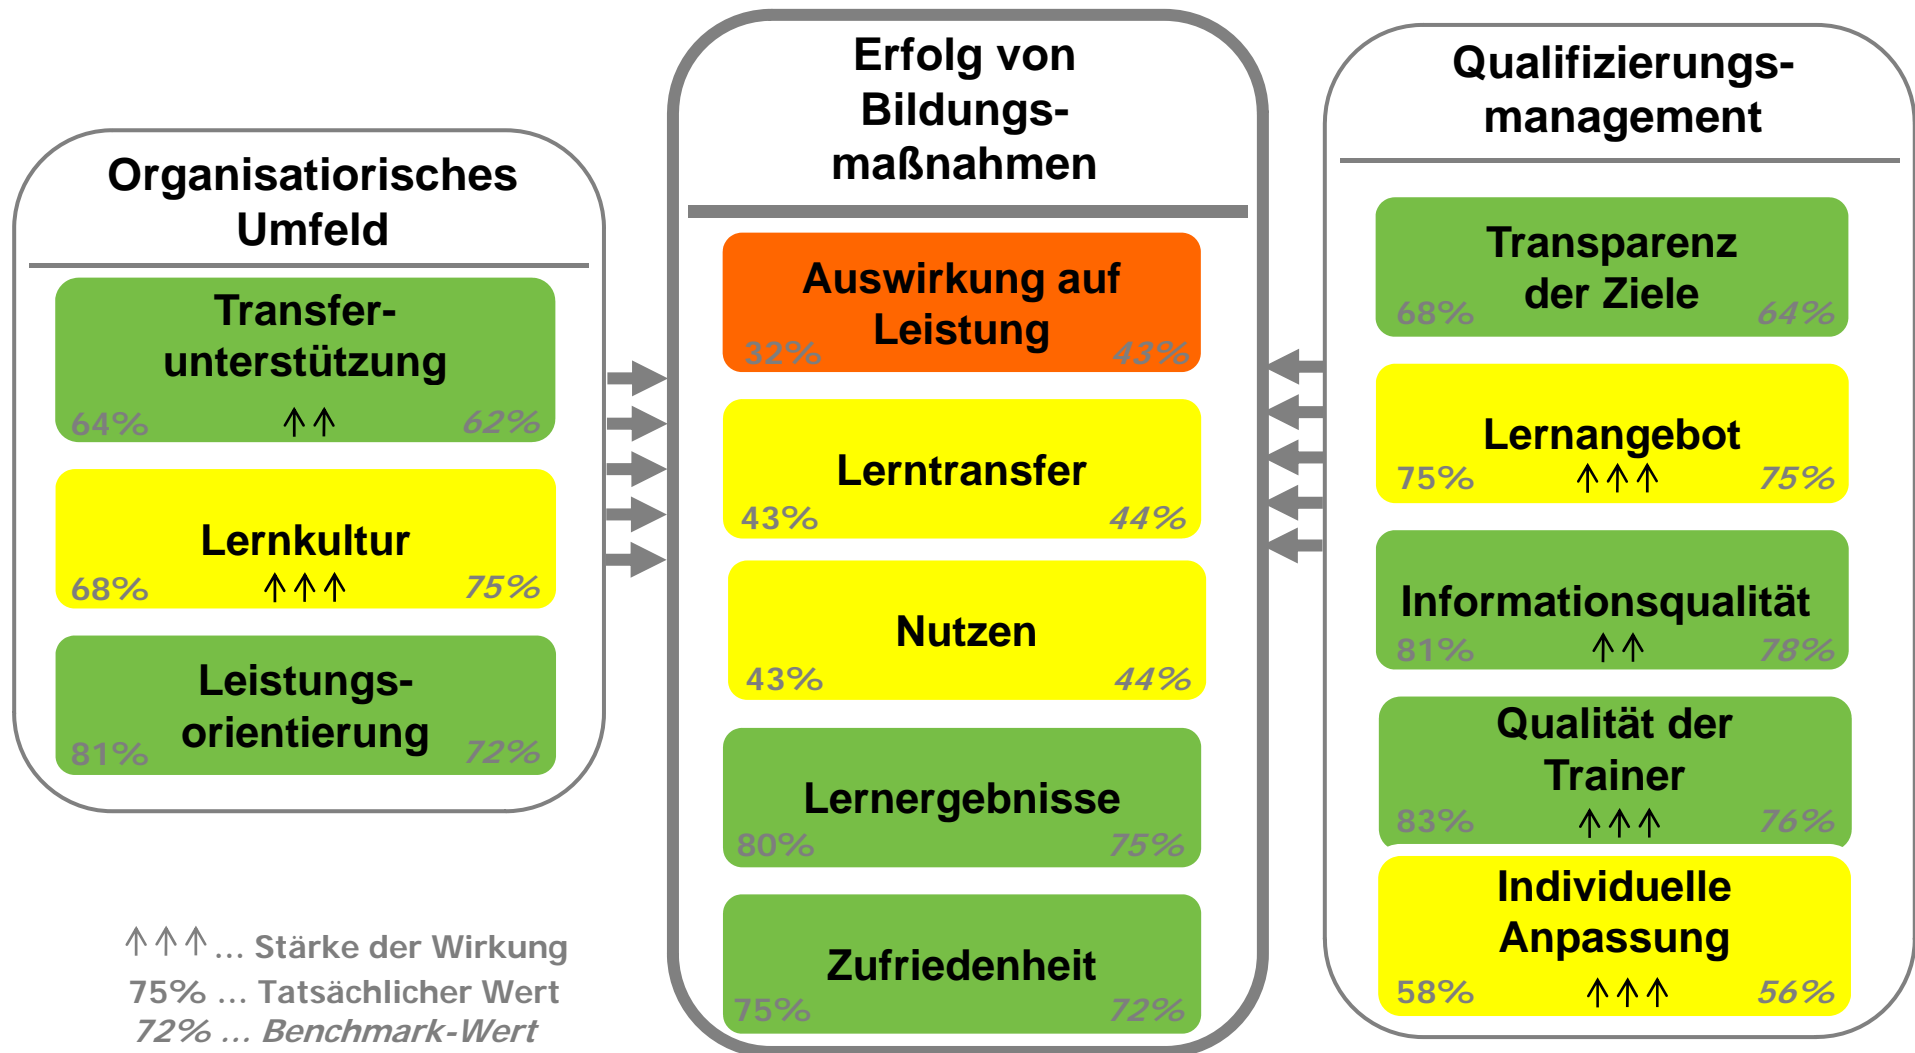 Organisatiorisches
Umfeld
Transfer-
unterstützung
64% ↑↑ 62%
Lernkultur
68% ↑↑↑ 75%
Leistungs-
orientierung
81% 72%
↑↑↑ ... Stärke der Wirkung
75% ... Tatsächlicher Wert
72% ... Benchmark-Wert
Erfolg von
Bildungs-
maßnahmen
Auswirkung auf
Leistung
32% 43%
Lerntransfer
43% 44%
Nutzen
43% 44%
Lernergebnisse
80% 75%
Zufriedenheit
75% 72%
Qualifizierungs-
management
Transparenz
der Ziele
68% 64%
Lernangebot
75% ↑↑↑ 75%
Informationsqualität
81% ↑↑ 78%
Qualität der
Trainer
83% ↑↑↑ 76%
Individuelle
Anpassung
58% ↑↑↑ 56%